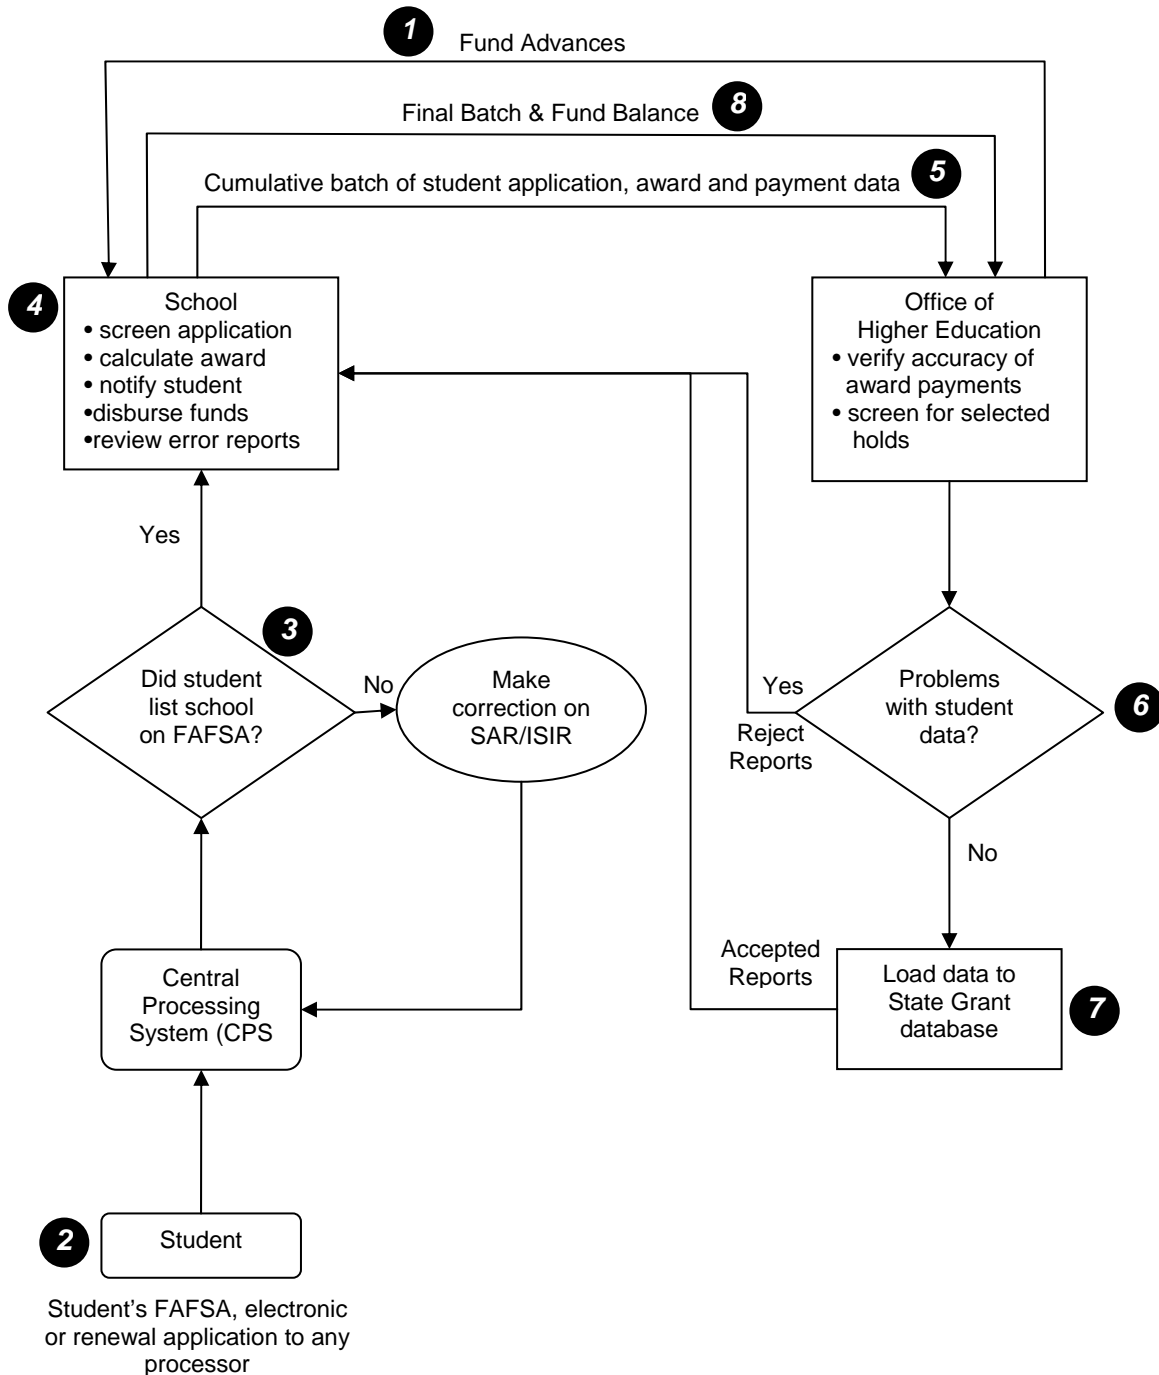 1
Fund Advances
Final Batch & Fund Balance
8
Cumulative batch of student application, award and payment data
5
4
School
• screen application
• calculate award
• notify student
•disburse funds
•review error reports
Office of
Higher Education
• verify accuracy of
award payments
• screen for selected
holds
Yes
3
Did student
list school
on FAFSA?
No
Make
correction on
SAR/ISIR
Yes
Reject
Reports
Problems
with student
data?
6
No
Central
Processing
System (CPS
Accepted
Reports
Load data to
State Grant
database
7
2
Student
Student's FAFSA, electronic
or renewal application to any
processor